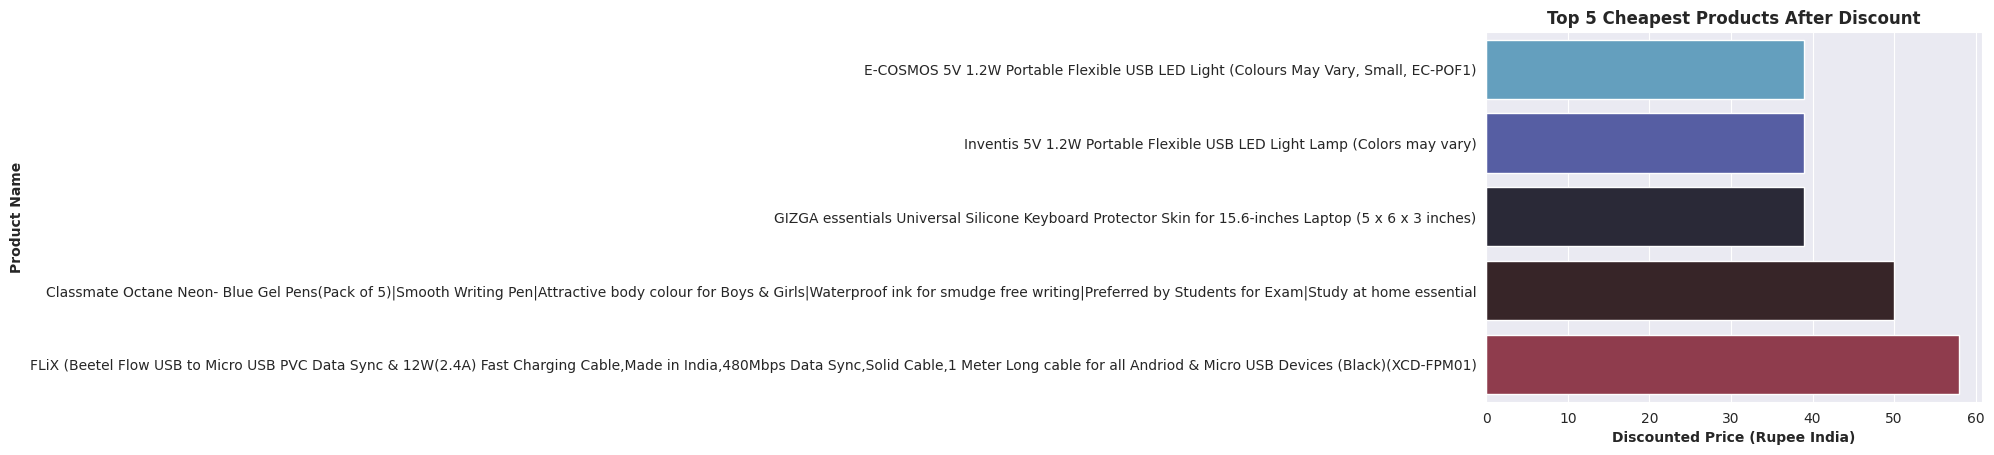 Top 5 Cheapest Products After Discount
Product Name
E-COSMOS 5V 1.2W Portable Flexible USB LED Light (Colours May Vary, Small, EC-POF1)
Inventis 5V 1.2W Portable Flexible USB LED Light Lamp (Colors may vary)
GIZGA essentials Universal Silicone Keyboard Protector Skin for 15.6-inches Laptop (5 x 6 x 3 inches)
Classmate Octane Neon- Blue Gel Pens(Pack of 5)|Smooth Writing Pen|Attractive body colour for Boys & Girls|Waterproof ink for smudge free writing|Preferred by Students for Exam|Study at home essential
FLiX (Beetel Flow USB to Micro USB PVC Data Sync & 12W(2.4A) Fast Charging Cable,Made in India,480Mbps Data Sync,Solid Cable,1 Meter Long cable for all Andriod & Micro USB Devices (Black)(XCD-FPM01)
0 10 20 30 40 50 60
Discounted Price (Rupee India)